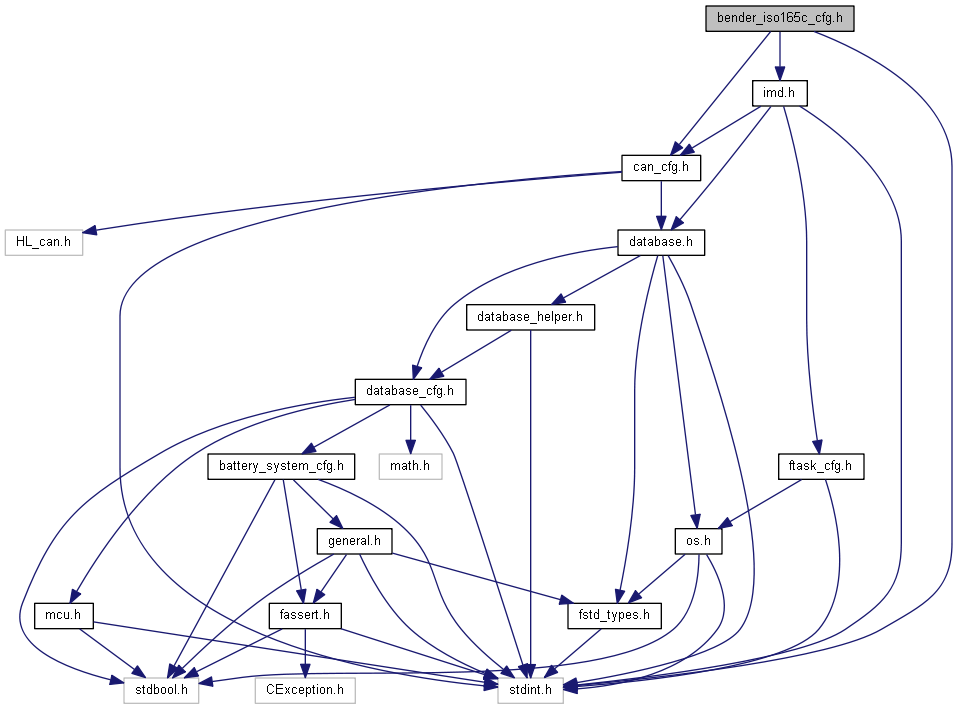 bender_iso165c_cfg.h
imd.h
can_cfg.h
HL_can.h
database.h
database_helper.h
database_cfg.h
battery_system_cfg.h
math.h
ftask_cfg.h
general.h
os.h
mcu.h
fassert.h
fstd_types.h
stdbool.h
CException.h
stdint.h